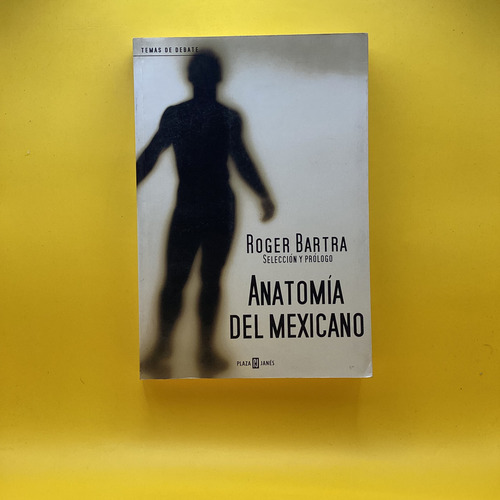 TEMAS DE DEBATE
ROGER BARTRA
SELECCIÓN Y PRÓLOGO
ANATOMÍA
DEL MEXICANO
PLAZA JANÉS